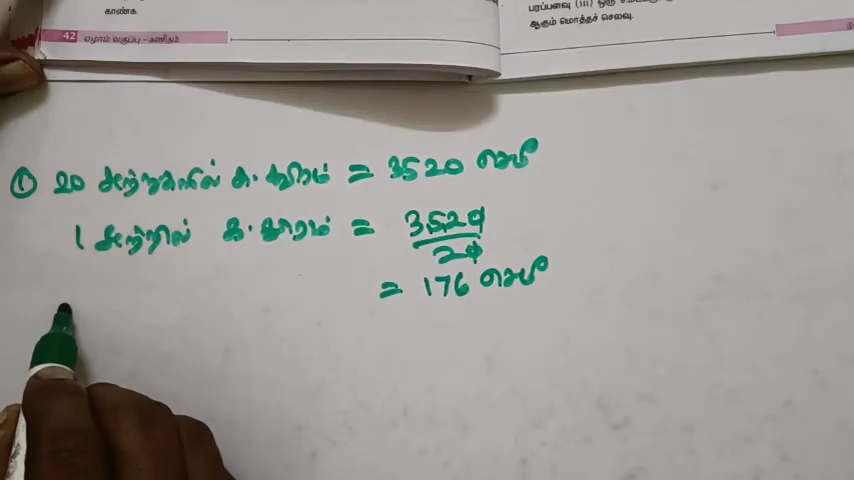 காண்க.
42 ஏழாம் வகுப்பு - கணிதம்
பரப்பளவு (iii) ஒரு
ஆகும் மொத்தச் செலவு.
① 20 சுற்றுகளில் க. தூரம் = 3520 செமீ
1 சுற்றில் க. தூரம் = 3520
20
= 176 செமீ